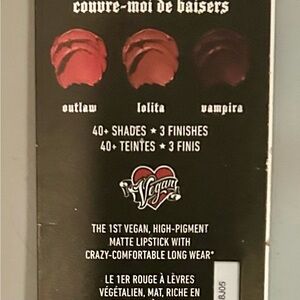 couvre-moi de baisers
outlaw lolita vampira
40+ SHADES ★ 3 FINISHES
40+ TEINTES ★ 3 FINIS
Vegan
THE 1ST VEGAN, HIGH-PIGMENT
MATTE LIPSTICK WITH
CRAZY-COMFORTABLE LONG WEAR*
LE 1ER ROUGE À LÈVRES
VÉGÉTALIEN, MAT, RICHE EN
BJ05